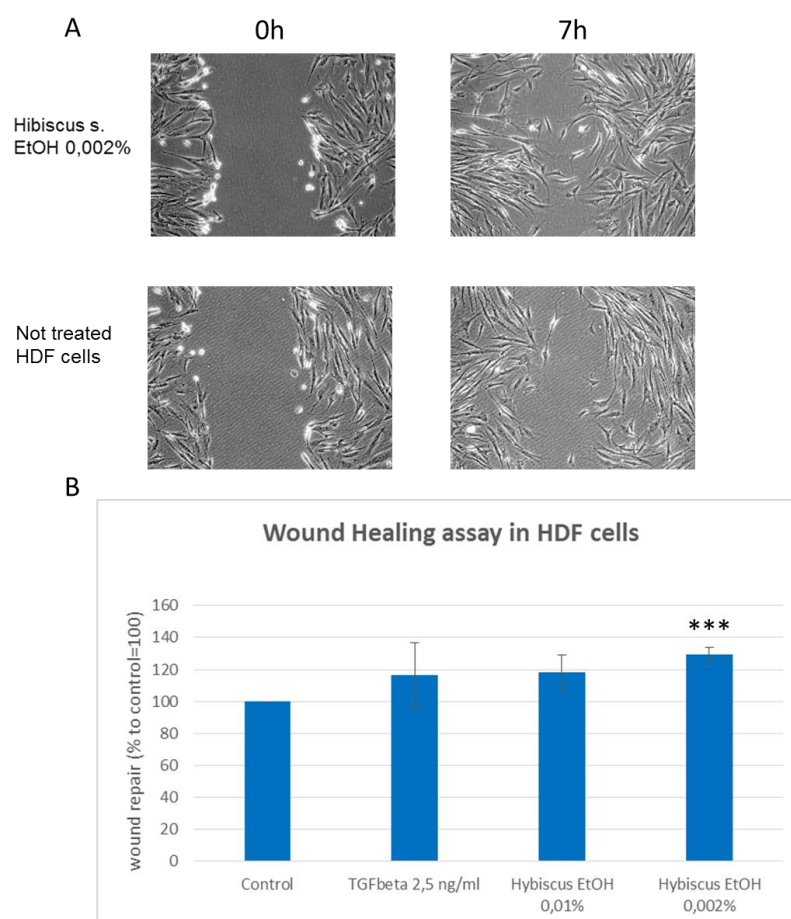 A
0h
7h
Hibiscus s.
EtOH 0,002%
Not treated
HDF cells
B
Wound Healing assay in HDF cells
wound repair (% to control=100)
160
140
120
100
80
60
40
20
0
***
Control
TGFbeta 2,5 ng/ml
Hybiscus EtOH
0,01%
Hybiscus EtOH
0,002%